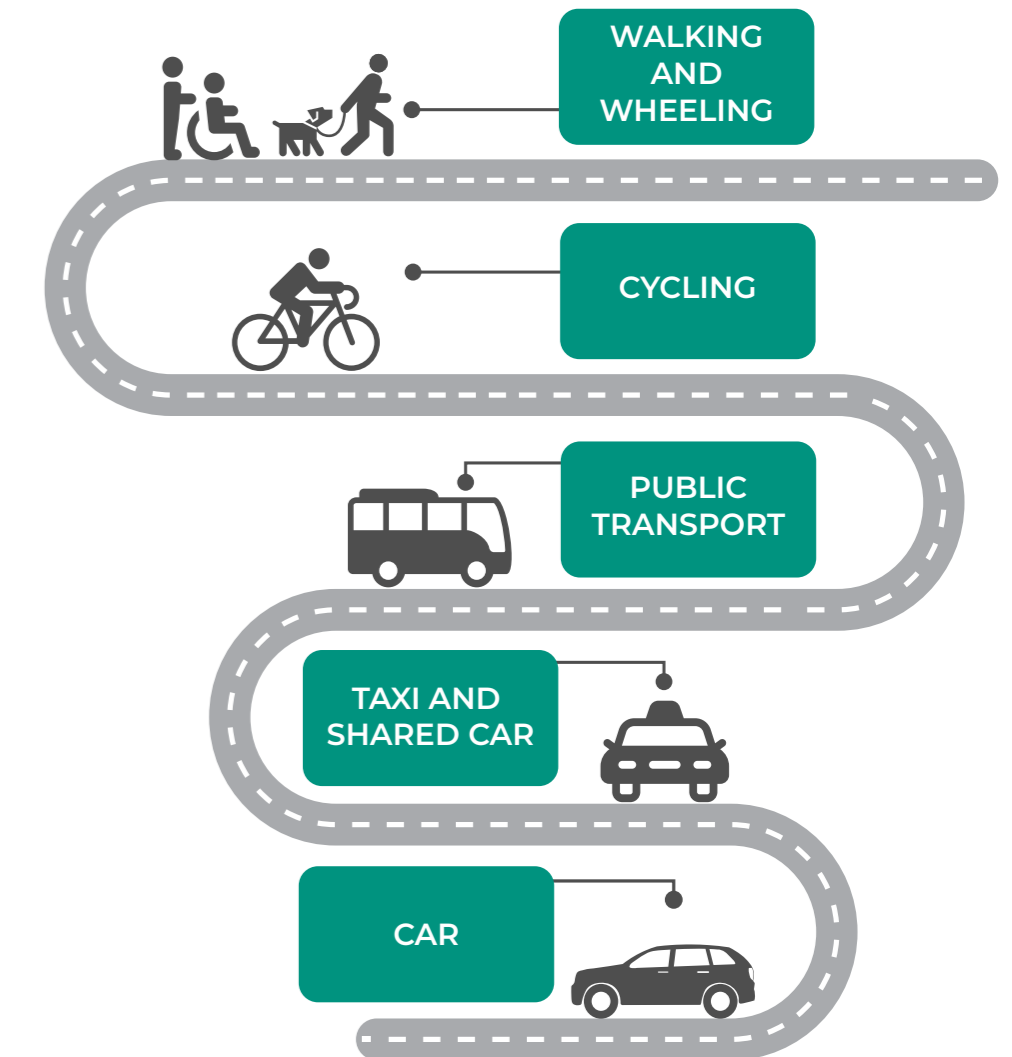 WALKING
AND
WHEELING
CYCLING
PUBLIC
TRANSPORT
TAXI AND
SHARED CAR
CAR